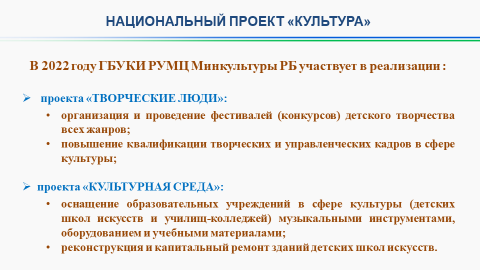 НАЦИОНАЛЬНЫЙ ПРОЕКТ «КУЛЬТУРА»
В 2022 году ГБУКИ РУМЦ Минкультуры РБ участвует в реализации :
➢ проекта «ТВОРЧЕСКИЕ ЛЮДИ»:
• организация и проведение фестивалей (конкурсов) детского творчества
всех жанров;
• повышение квалификации творческих и управленческих кадров в сфере
культуры;
➢ проекта «КУЛЬТУРНАЯ СРЕДА»:
• оснащение образовательных учреждений в сфере культуры (детских
школ искусств и училищ-колледжей) музыкальными инструментами,
оборудованием и учебными материалами;
• реконструкция и капитальный ремонт зданий детских школ искусств.